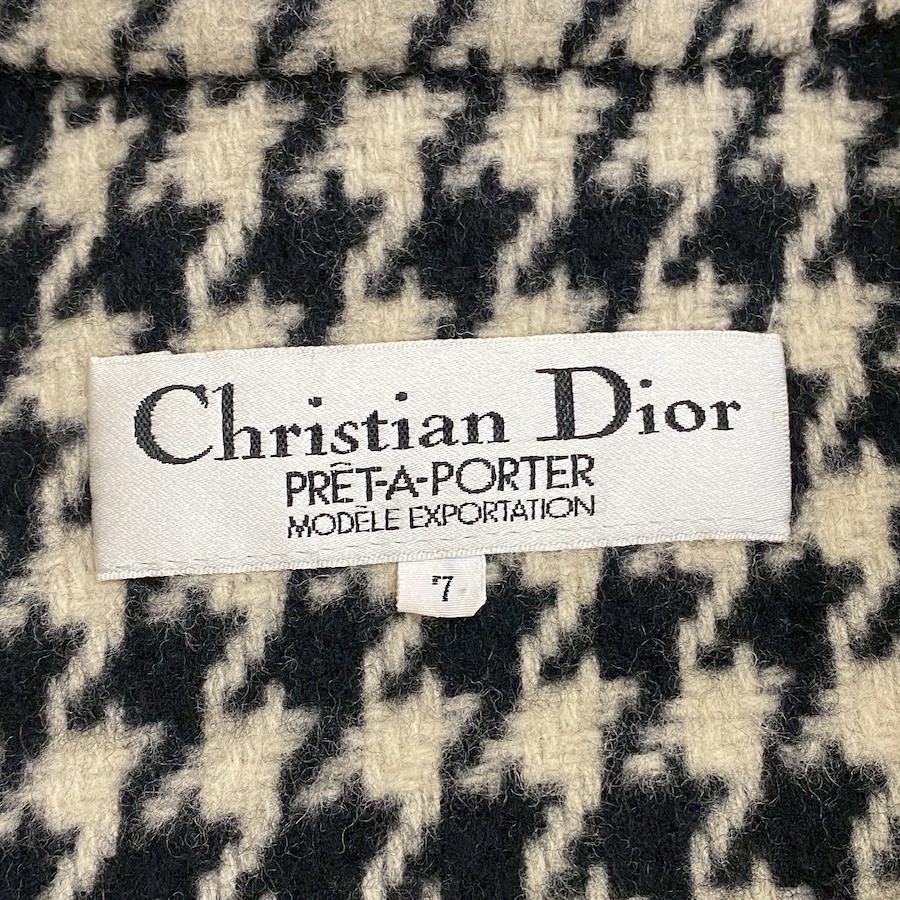 Christian Dior
PRÊT-A-PORTER
MODÈLE EXPORTATION
7